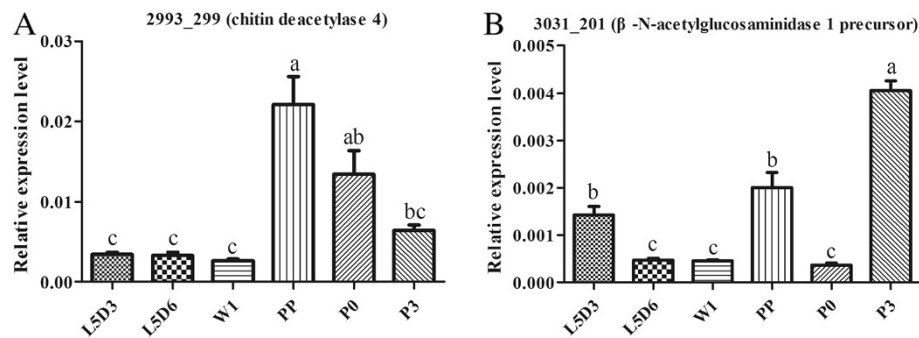 A
2993_299 (chitin deacetylase 4)
Relative expression level
0.03
0.02
0.01
0.00
a
ab
bc
c
c
c
L5D3
L5D6
W1
PP
P0
P3
B
3031_201 (β -N-acetylglucosaminidase 1 precursor)
Relative expression level
0.005
0.004
0.003
0.002
0.001
0.000
a
b
b
c
c
c
L5D3
L5D6
W1
PP
P0
P3